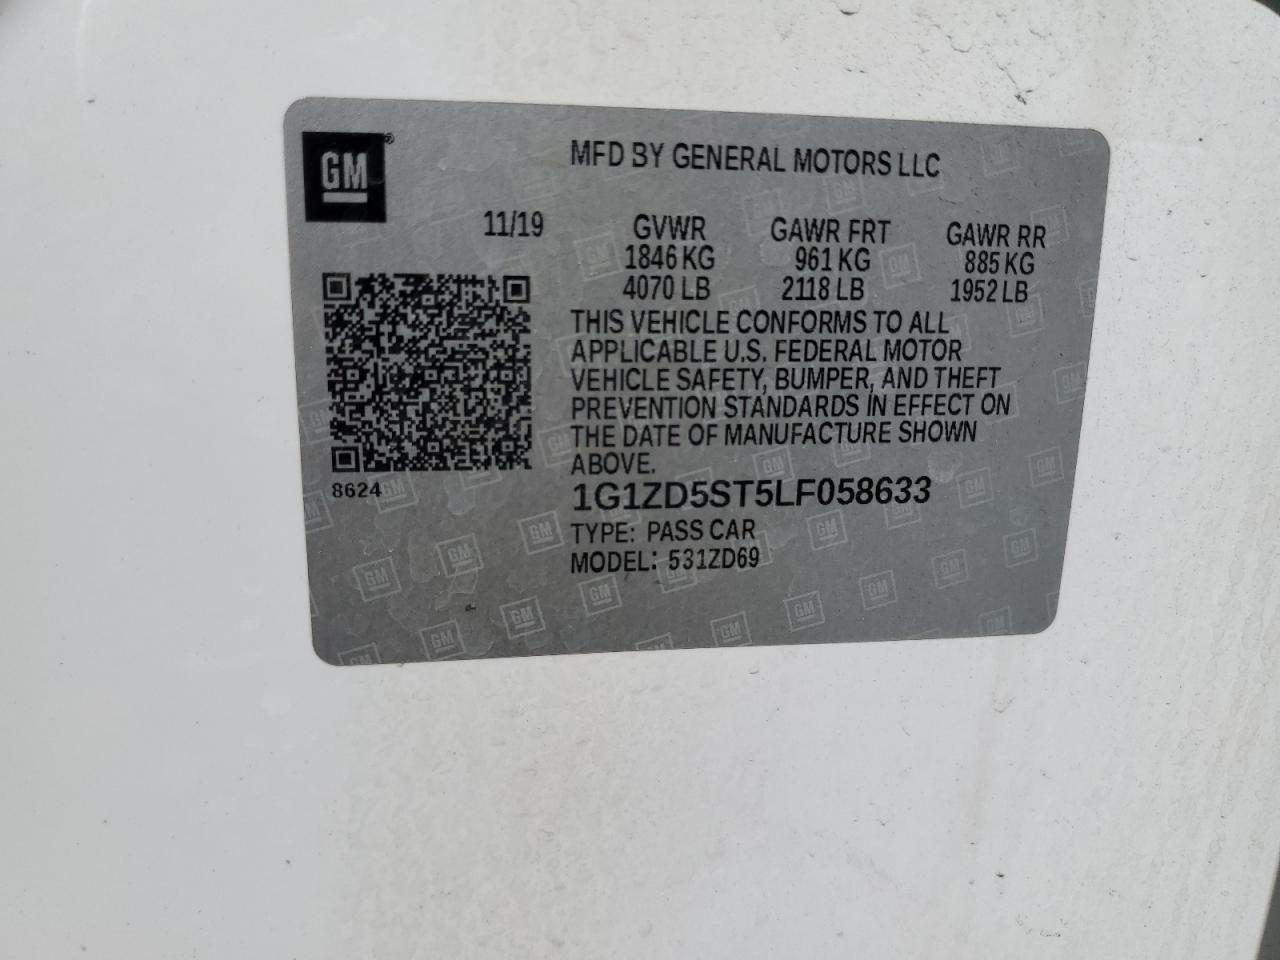 GM®
MFD BY GENERAL MOTORS LLC
11/19
GVWR GAWR FRT GAWR RR
1846 KG 961 KG 885 KG
4070 LB 2118 LB 1952 LB
THIS VEHICLE CONFORMS TO ALL
APPLICABLE U.S. FEDERAL MOTOR
VEHICLE SAFETY, BUMPER, AND THEFT
PREVENTION STANDARDS IN EFFECT ON
THE DATE OF MANUFACTURE SHOWN
ABOVE.
8624
1G1ZD5ST5LF058633
TYPE: PASS CAR
MODEL: 531ZD69